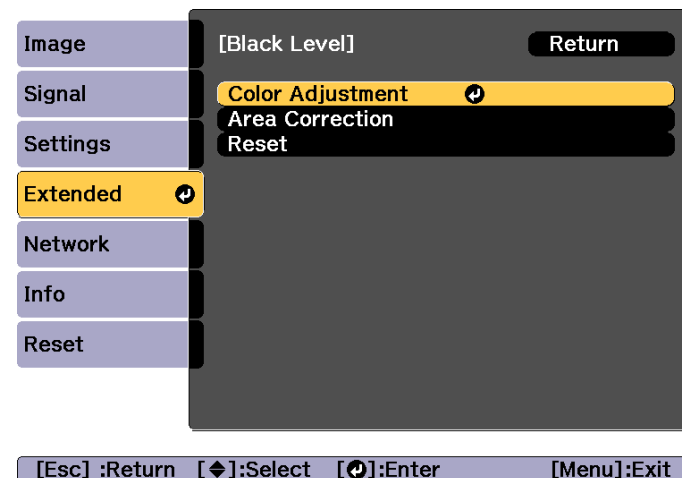 Image
Signal
Settings
Extended
Network
Info
Reset
[Black Level] Return
Color Adjustment
Area Correction
Reset
[Esc] :Return [◆]:Select [⏎]:Enter [Menu]:Exit